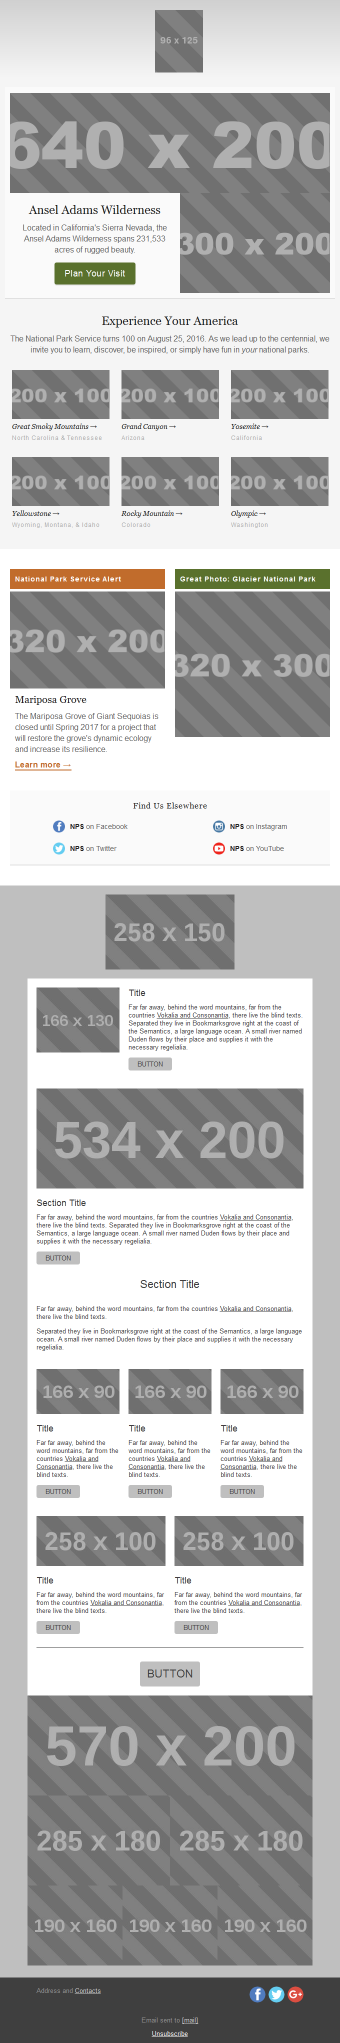 96 x 125
640 x 200
Ansel Adams Wilderness
Located in California's Sierra Nevada, the
Ansel Adams Wilderness spans 231,533
acres of rugged beauty.
Plan Your Visit
300 x 200
Experience Your America
The National Park Service turns 100 on August 25, 2016. As we lead up to the centennial, we
invite you to learn, discover, be inspired, or simply have fun in your national parks.
200 x 100 200 x 100 200 x 100
Great Smoky Mountains → Grand Canyon → Yosemite →
North Carolina & Tennessee Arizona California
200 x 100 200 x 100 200 x 100
Yellowstone → Rocky Mountain → Olympic →
Wyoming, Montana, & Idaho Colorado Washington
National Park Service Alert
320 x 200
Mariposa Grove
The Mariposa Grove of Giant Sequoias is
closed until Spring 2017 for a project that
will restore the grove's dynamic ecology
and increase its resilience.
Learn more →
Great Photo: Glacier National Park
320 x 300
Find Us Elsewhere
NPS on Facebook NPS on Instagram
NPS on Twitter NPS on YouTube
258 x 150
166 x 130
Title
Far far away, behind the word mountains, far from the
countries Vokalia and Consonantia, there live the blind texts.
Separated they live in Bookmarksgrove right at the coast of
the Semantics, a large language ocean. A small river named
Duden flows by their place and supplies it with the
necessary regelialia.
BUTTON
534 x 200
Section Title
Far far away, behind the word mountains, far from the countries Vokalia and Consonantia,
there live the blind texts. Separated they live in Bookmarksgrove right at the coast of the
Semantics, a large language ocean. A small river named Duden flows by their place and
supplies it with the necessary regelialia.
BUTTON
Section Title
Far far away, behind the word mountains, far from the countries Vokalia and Consonantia,
there live the blind texts.
Separated they live in Bookmarksgrove right at the coast of the Semantics, a large language
ocean. A small river named Duden flows by their place and supplies it with the necessary
regelialia.
166 x 90 166 x 90 166 x 90
Title Title Title
Far far away, behind the Far far away, behind the Far far away, behind the
word mountains, far from the word mountains, far from the word mountains, far from the
countries Vokalia and countries Vokalia and countries Vokalia and
Consonantia, there live the Consonantia, there live the Consonantia, there live the
blind texts. blind texts. blind texts.
BUTTON BUTTON BUTTON
258 x 100 258 x 100
Title Title
Far far away, behind the word mountains, far Far far away, behind the word mountains, far
from the countries Vokalia and Consonantia, from the countries Vokalia and Consonantia,
there live the blind texts. there live the blind texts.
BUTTON BUTTON
BUTTON
570 x 200
285 x 180 285 x 180
190 x 160 190 x 160 190 x 160
Address and Contacts
Email sent to [mail]
Unsubscribe